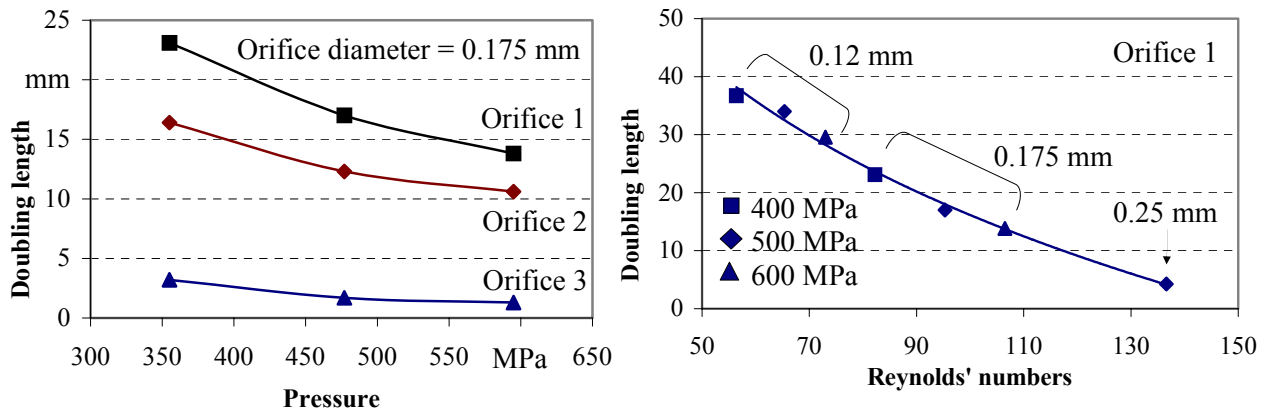 25
Orifice diameter = 0.175 mm
mm
20
15
10
5
0
Orifice 1
Orifice 2
Orifice 3
Doubling length
300
350
400
450
500
550
MPa
650
Pressure
50
40
30
20
10
0
Orifice 1
0.12 mm
0.175 mm
0.25 mm
400 MPa
500 MPa
600 MPa
Doubling length
50
70
90
110
130
150
Reynolds' numbers